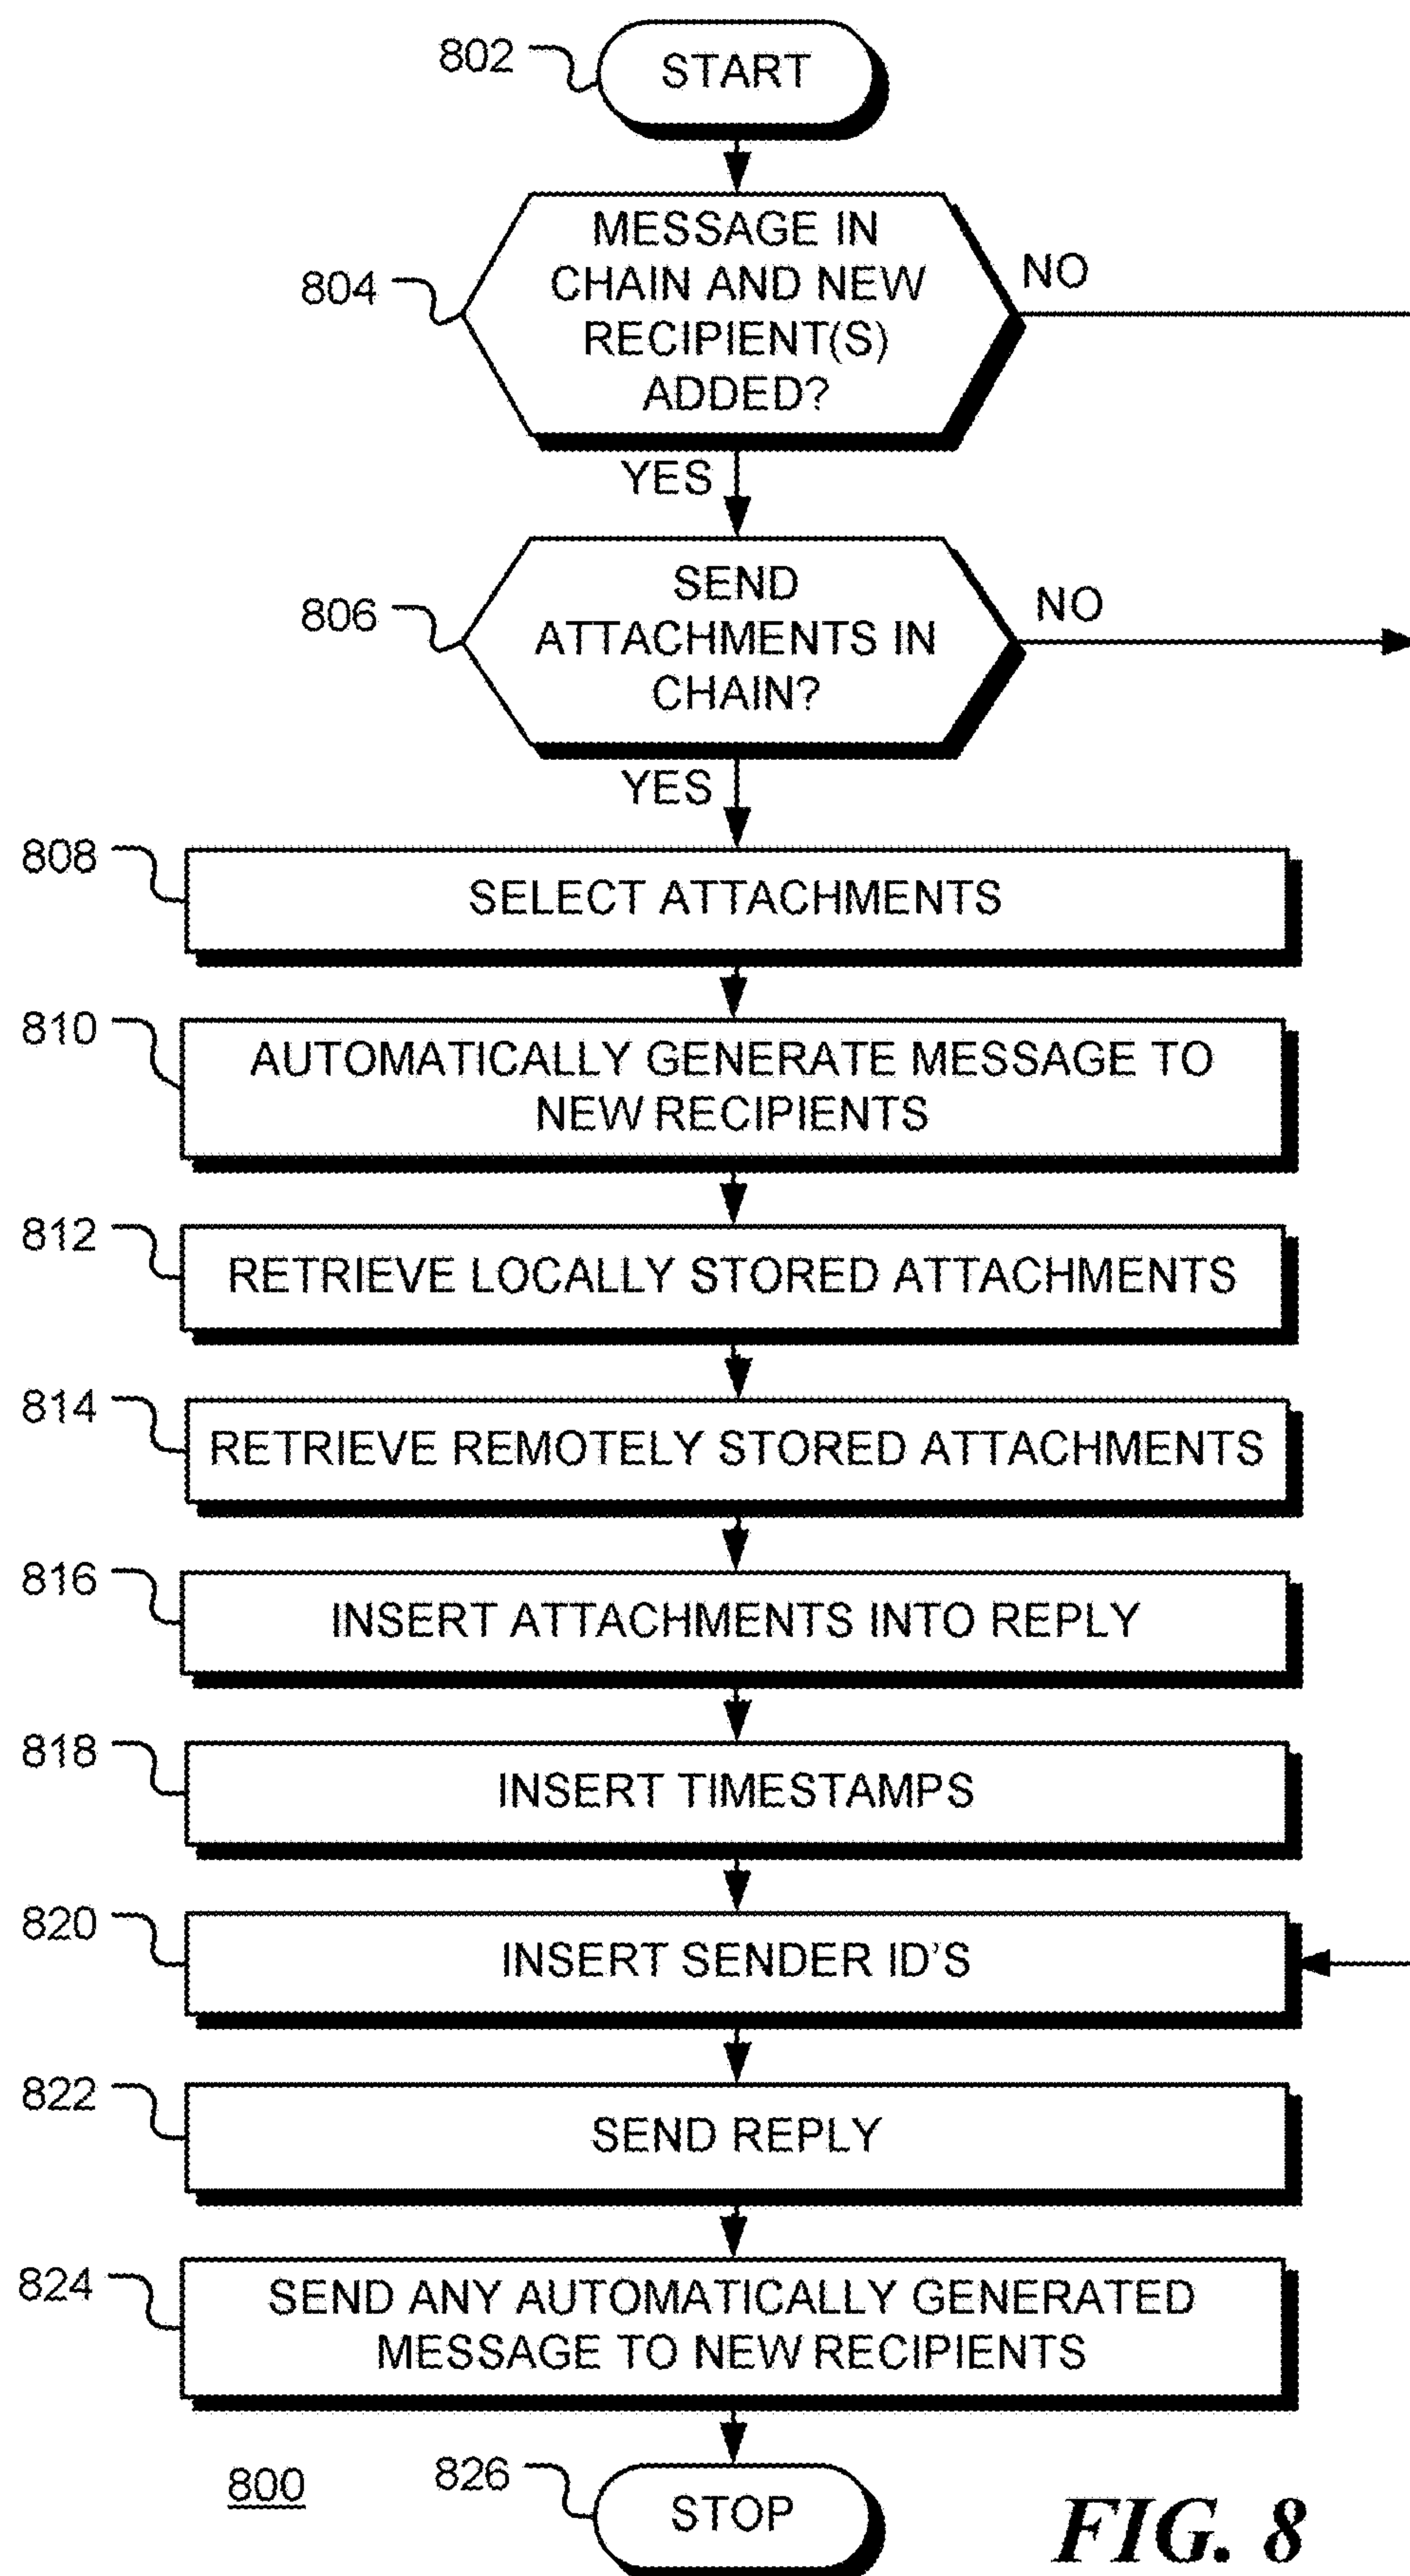 802
START
804
MESSAGE IN
CHAIN AND NEW
RECIPIENT(S)
ADDED?
NO
YES
806
SEND
ATTACHMENTS IN
CHAIN?
NO
YES
808
SELECT ATTACHMENTS
810
AUTOMATICALLY GENERATE MESSAGE TO
NEW RECIPIENTS
812
RETRIEVE LOCALLY STORED ATTACHMENTS
814
RETRIEVE REMOTELY STORED ATTACHMENTS
816
INSERT ATTACHMENTS INTO REPLY
818
INSERT TIMESTAMPS
820
INSERT SENDER ID'S
822
SEND REPLY
824
SEND ANY AUTOMATICALLY GENERATED
MESSAGE TO NEW RECIPIENTS
800
826
STOP
FIG. 8